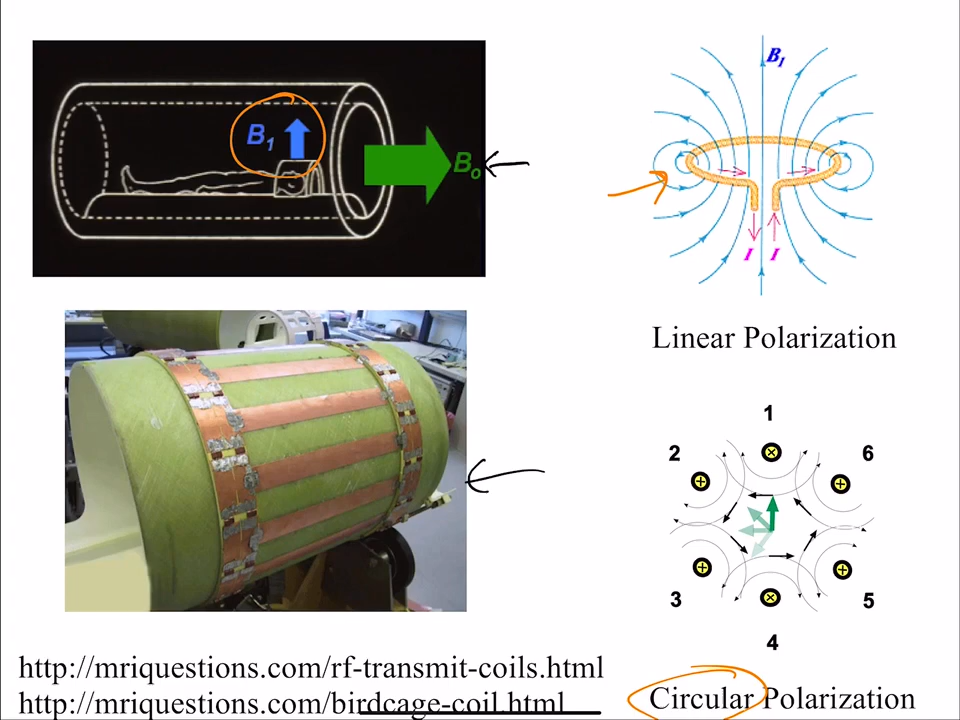 B1
Bo
B1
I I
Linear Polarization
1
2
6
3
5
4
http://mriquestions.com/rf-transmit-coils.html
http://mriquestions.com/birdcage-coil.html
Circular Polarization